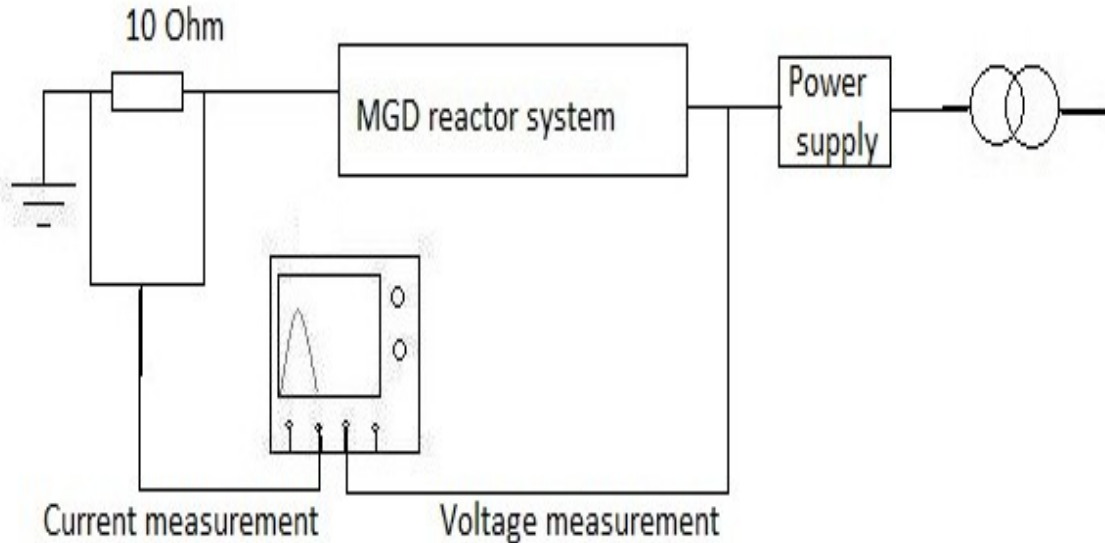 10 Ohm
MGD reactor system
Power
supply
Current measurement
Voltage measurement